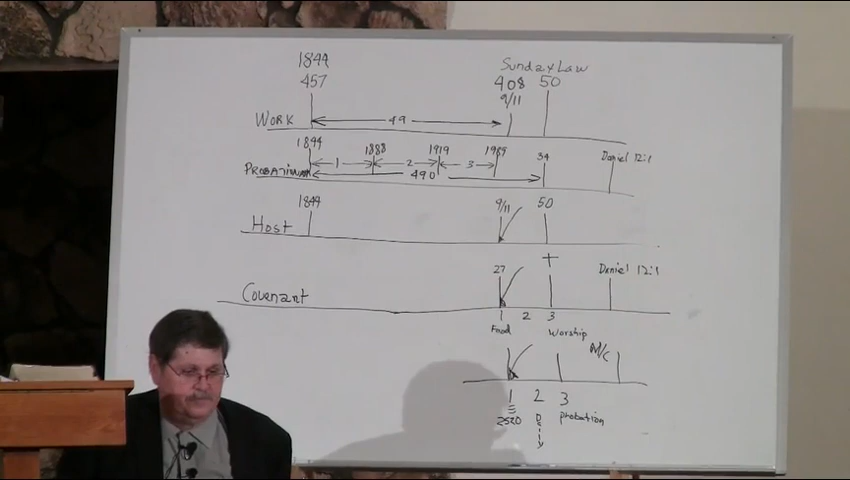 1844 Sunday Law
457 408 50
9/11
WORK 49
1844 1888 1919 1989 34 Daniel 12:1
PROBATION 1 2 3
490
1844 9/11 50
Host
27 Daniel 12:1
Covenant
1 2 3
Food Worship
M/C
1 2 3
2520 D probation
y